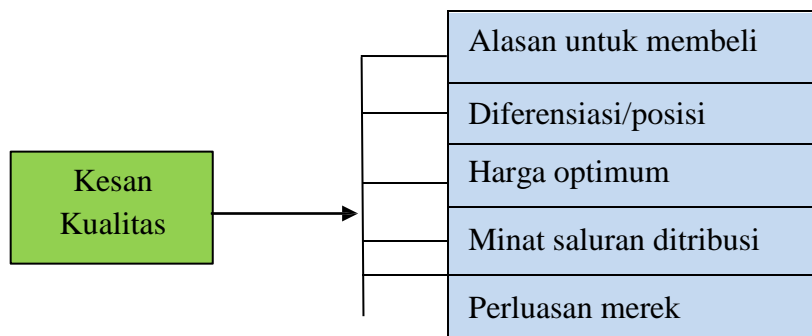 Kesan
Kualitas
Alasan untuk membeli
Diferensiasi/posisi
Harga optimum
Minat saluran ditribusi
Perluasan merek